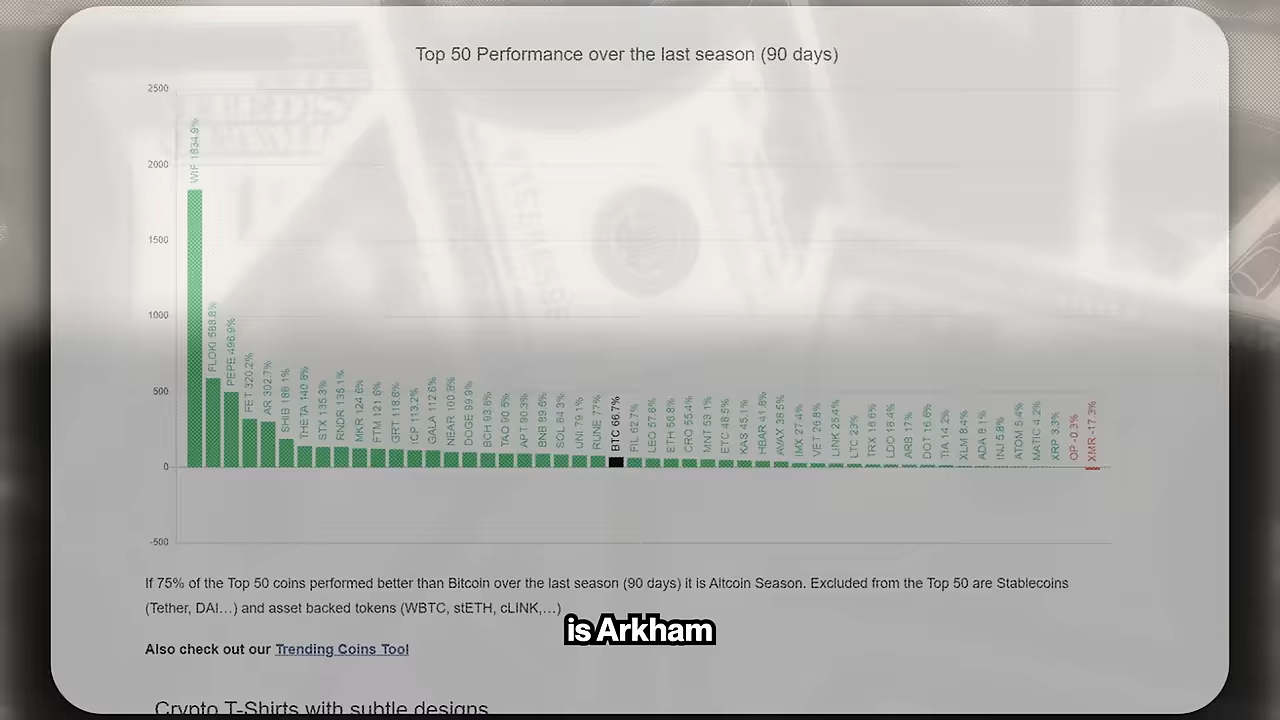 Top 50 Performance over the last season (90 days)
2500
2000
1500
1000
500
0
-500
WIF 1834.9%
FLOKI 588.8%
PEPE 496.9%
FET 320.2%
AR 302.7%
SHIB 186.1%
THETA 140.8%
STX 135.3%
RNDR 135.1%
MKR 124.6%
FTM 121.6%
GRT 118.6%
ICP 113.2%
GALA 112.6%
NEAR 100.8%
DOGE 99.9%
BCH 93.8%
TAO 90.5%
APT 90.4%
BNB 89.6%
SOL 84.3%
UNI 79.1%
RUNE 77%
BTC 66.7%
FIL 62.7%
LEO 57.6%
ETH 56.8%
CRO 55.4%
MNT 53.1%
ETC 48.5%
KAS 45.1%
HBAR 41.8%
AVAX 36.5%
IMX 27.4%
VET 26.8%
LINK 25.4%
LTC 23%
TRX 18.6%
LDO 18.4%
ARB 17%
DOT 16.6%
TIA 14.2%
XLM 8.4%
ADA 8.1%
INJ 5.8%
ATOM 5.4%
MATIC 4.2%
XRP 3.3%
OP -0.3%
XMR -17.3%
If 75% of the Top 50 coins performed better than Bitcoin over the last season (90 days) it is Altcoin Season. Excluded from the Top 50 are Stablecoins
(Tether, DAI…) and asset backed tokens (WBTC, stETH, cLINK,…)
is Arkham
Also check out our Trending Coins Tool
Crypto T-Shirts with subtle designs